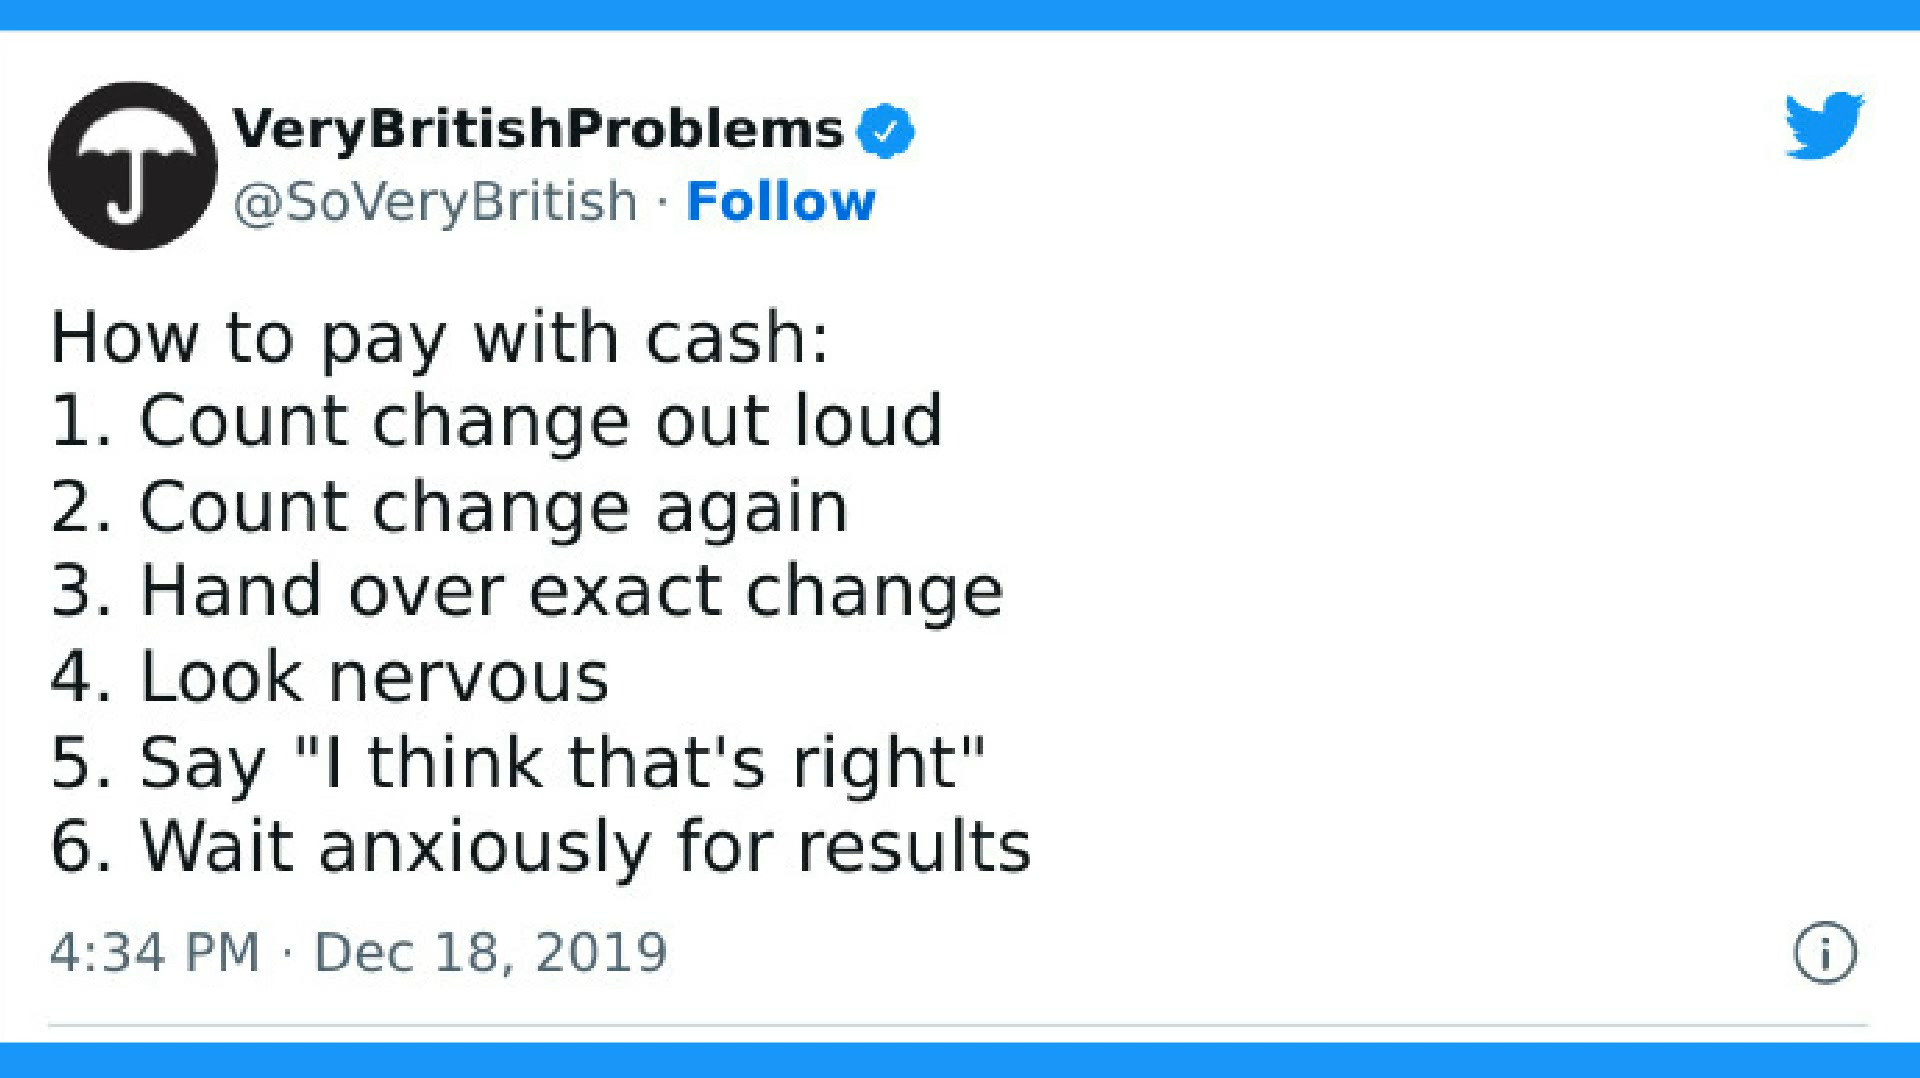 VeryBritishProblems
@SoVeryBritish · Follow
How to pay with cash:
1. Count change out loud
2. Count change again
3. Hand over exact change
4. Look nervous
5. Say "I think that's right"
6. Wait anxiously for results
4:34 PM · Dec 18, 2019